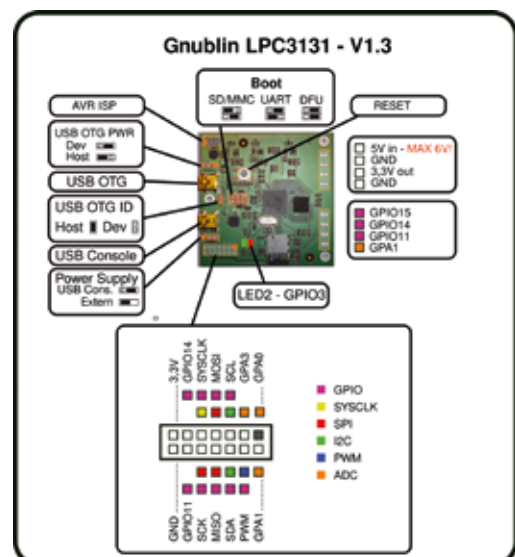 Gnublin LPC3131 - V1.3
Boot
SD/MMC UART DFU
AVR ISP
RESET
USB OTG PWR
Dev
Host
USB OTG
USB OTG ID
Host Dev
USB Console
Power Supply
USB Cons.
Extern
5V in - MAX 6V!
GND
3,3V out
GND
GPIO15
GPIO14
GPIO11
GPA1
LED2 - GPIO3
3,3V
GPIO14
SYSCLK
MOSI
SCL
GPA3
GPA0
GPIO
SYSCLK
SPI
I2C
PWM
ADC
GND
GPIO11
SCK
MISO
SDA
PWM
GPA1